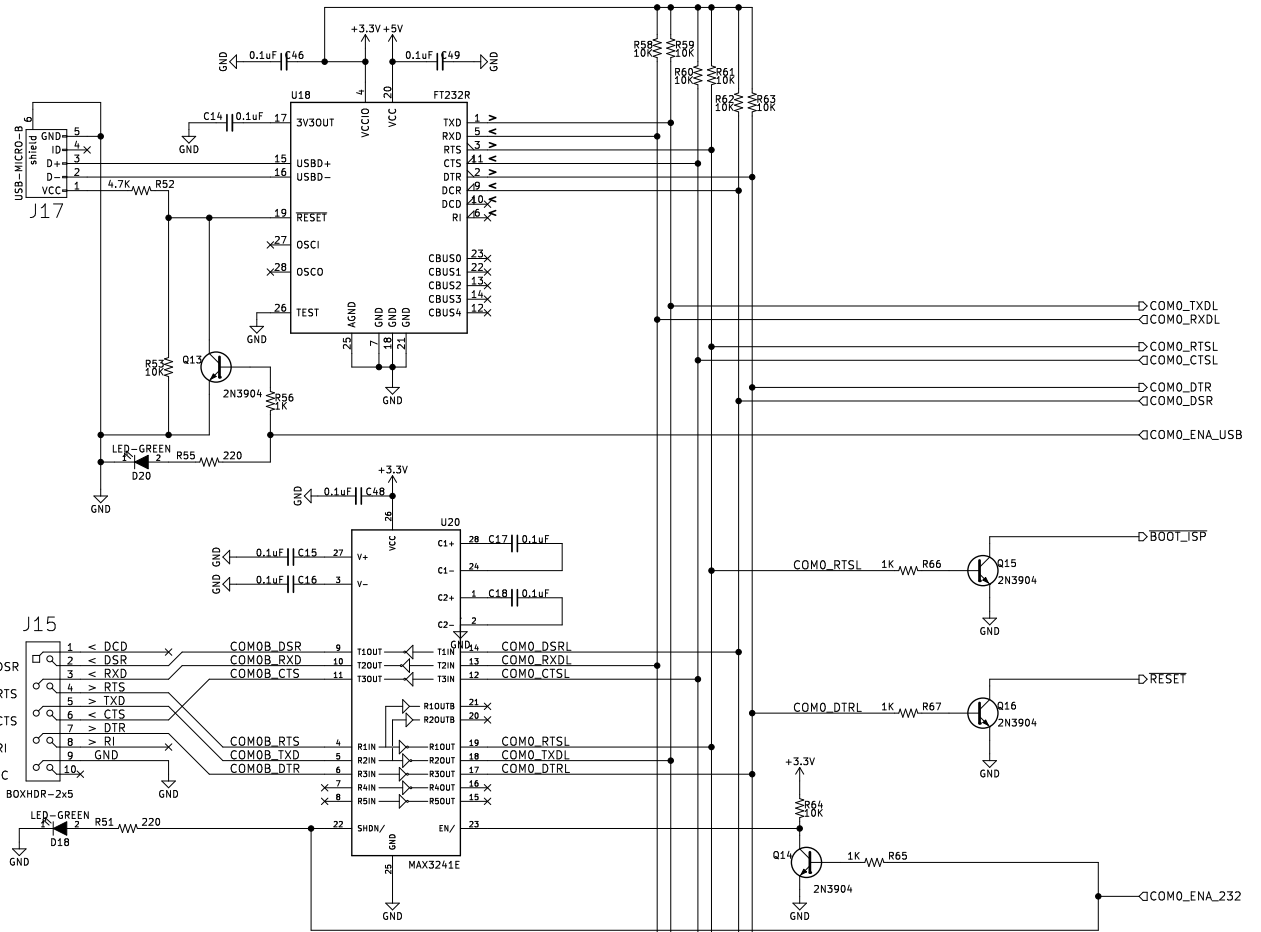 +3.3V +5V
GND 0.1uF C46 0.1uF C49 GND
R58 10K R59 10K
R60 10K R61 10K
R62 10K R63 10K
U18 4 20 FT232R
VCCIO VCC
C14 0.1uF 17 3V3OUT TXD 1 >
GND
RXD 5 <
RTS 3 >
15 USBD+ CTS 11 <
16 USBD- DTR 2 >
DCR 9 <
DCD 10 <
19 RESET RI 6 <
27 OSCI
28 OSCO
26 TEST
GND
CBUS0 23
CBUS1 22
CBUS2 13
CBUS3 14
CBUS4 12
AGND GND GND GND
25 7 18 21
GND
USB-MICRO-B
shield 6
GND 5
ID 4
D+ 3
D- 2
VCC 1
J17
4.7K R52
R53 10K
Q13
2N3904
R56 1K
LED-GREEN
1 2 R55 220
D20
GND
COM0_TXDL
COM0_RXDL
COM0_RTSL
COM0_CTSL
COM0_DTR
COM0_DSR
COM0_ENA_USB
+3.3V
GND 0.1uF C48
26 U20
VCC
GND 0.1uF C15 27 V+
GND 0.1uF C16 3 V-
C1+ 28 C17 0.1uF
C1- 24
C2+ 1 C18 0.1uF
C2- 2
GND
J15
1 < DCD
2 < DSR
3 < RXD
4 > RTS
5 > TXD
6 < CTS
7 > DTR
8 > RI
9 GND
10
DSR
RTS
CTS
RI
C
BOXHDR-2x5
GND
COM0B_DSR 9 T1OUT T1IN 14 COM0_DSRL
COM0B_RXD 10 T2OUT T2IN 13 COM0_RXDL
COM0B_CTS 11 T3OUT T3IN 12 COM0_CTSL
R1OUTB 21
R2OUTB 20
COM0B_RTS 4 R1IN R1OUT 19 COM0_RTSL
COM0B_TXD 5 R2IN R2OUT 18 COM0_TXDL
COM0B_DTR 6 R3IN R3OUT 17 COM0_DTRL
7 R4IN R4OUT 16
8 R5IN R5OUT 15
22 SHDN/ GND EN/ 23
25 MAX3241E
GND
LED-GREEN
1 2 R51 220
D18
GND
BOOT_ISP
COM0_RTSL 1K R66 Q15
2N3904
GND
RESET
COM0_DTRL 1K R67 Q16
2N3904
GND
+3.3V
R64 10K
Q14 1K R65
2N3904
GND
COM0_ENA_232